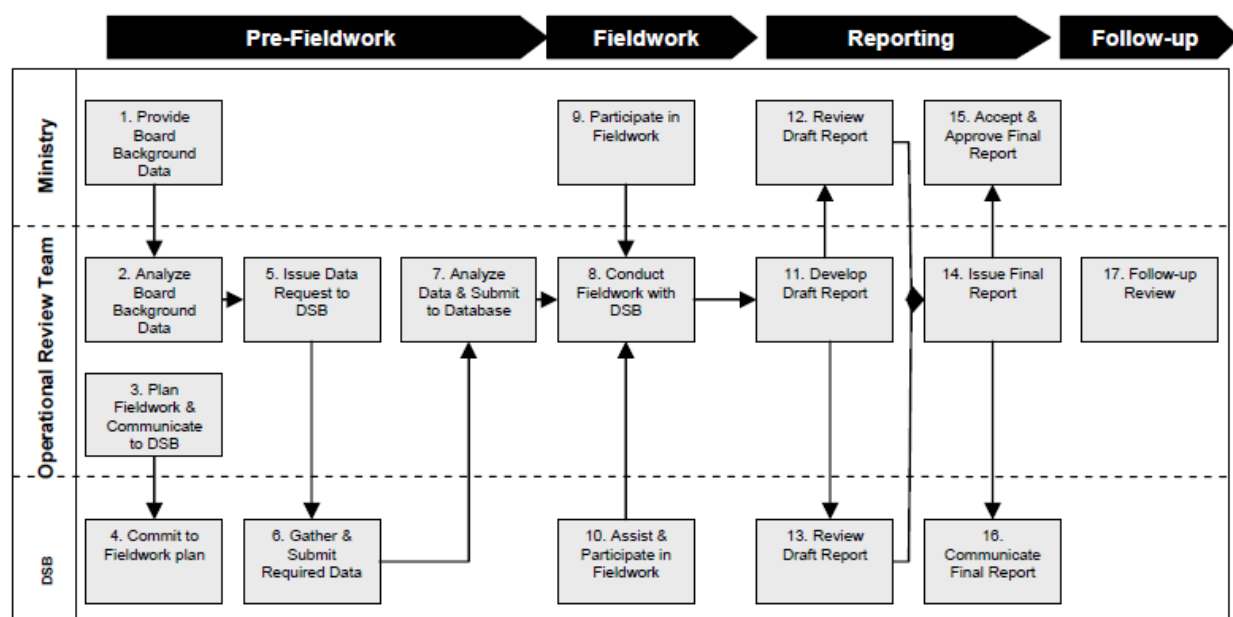 Pre-Fieldwork
Fieldwork
Reporting
Follow-up
Ministry
1. Provide
Board
Background
Data
9. Participate in
Fieldwork
12. Review
Draft Report
15. Accept &
Approve Final
Report
Operational Review Team
2. Analyze
Board
Background
Data
5. Issue Data
Request to
DSB
7. Analyze
Data & Submit
to Database
8. Conduct
Fieldwork with
DSB
11. Develop
Draft Report
14. Issue Final
Report
17. Follow-up
Review
3. Plan
Fieldwork &
Communicate
to DSB
DSB
4. Commit to
Fieldwork plan
6. Gather &
Submit
Required Data
10. Assist &
Participate in
Fieldwork
13. Review
Draft Report
16.
Communicate
Final Report